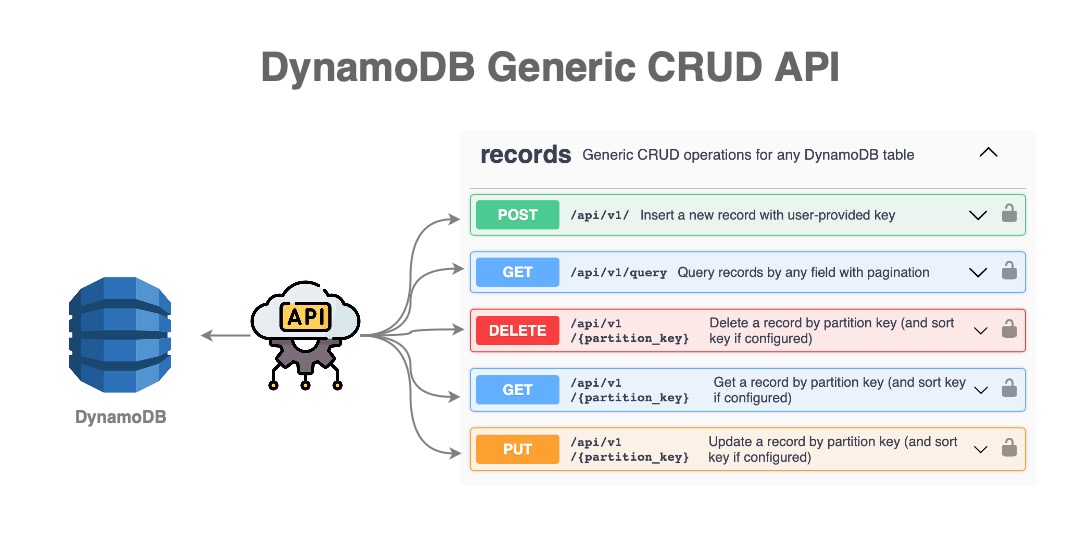 DynamoDB Generic CRUD API
records Generic CRUD operations for any DynamoDB table
POST /api/v1/ Insert a new record with user-provided key
GET /api/v1/query Query records by any field with pagination
API
DynamoDB
DELETE /api/v1 Delete a record by partition key (and sort
/{partition_key} key if configured)
GET /api/v1 Get a record by partition key (and sort key
/{partition_key} if configured)
PUT /api/v1 Update a record by partition key (and sort
/{partition_key} key if configured)